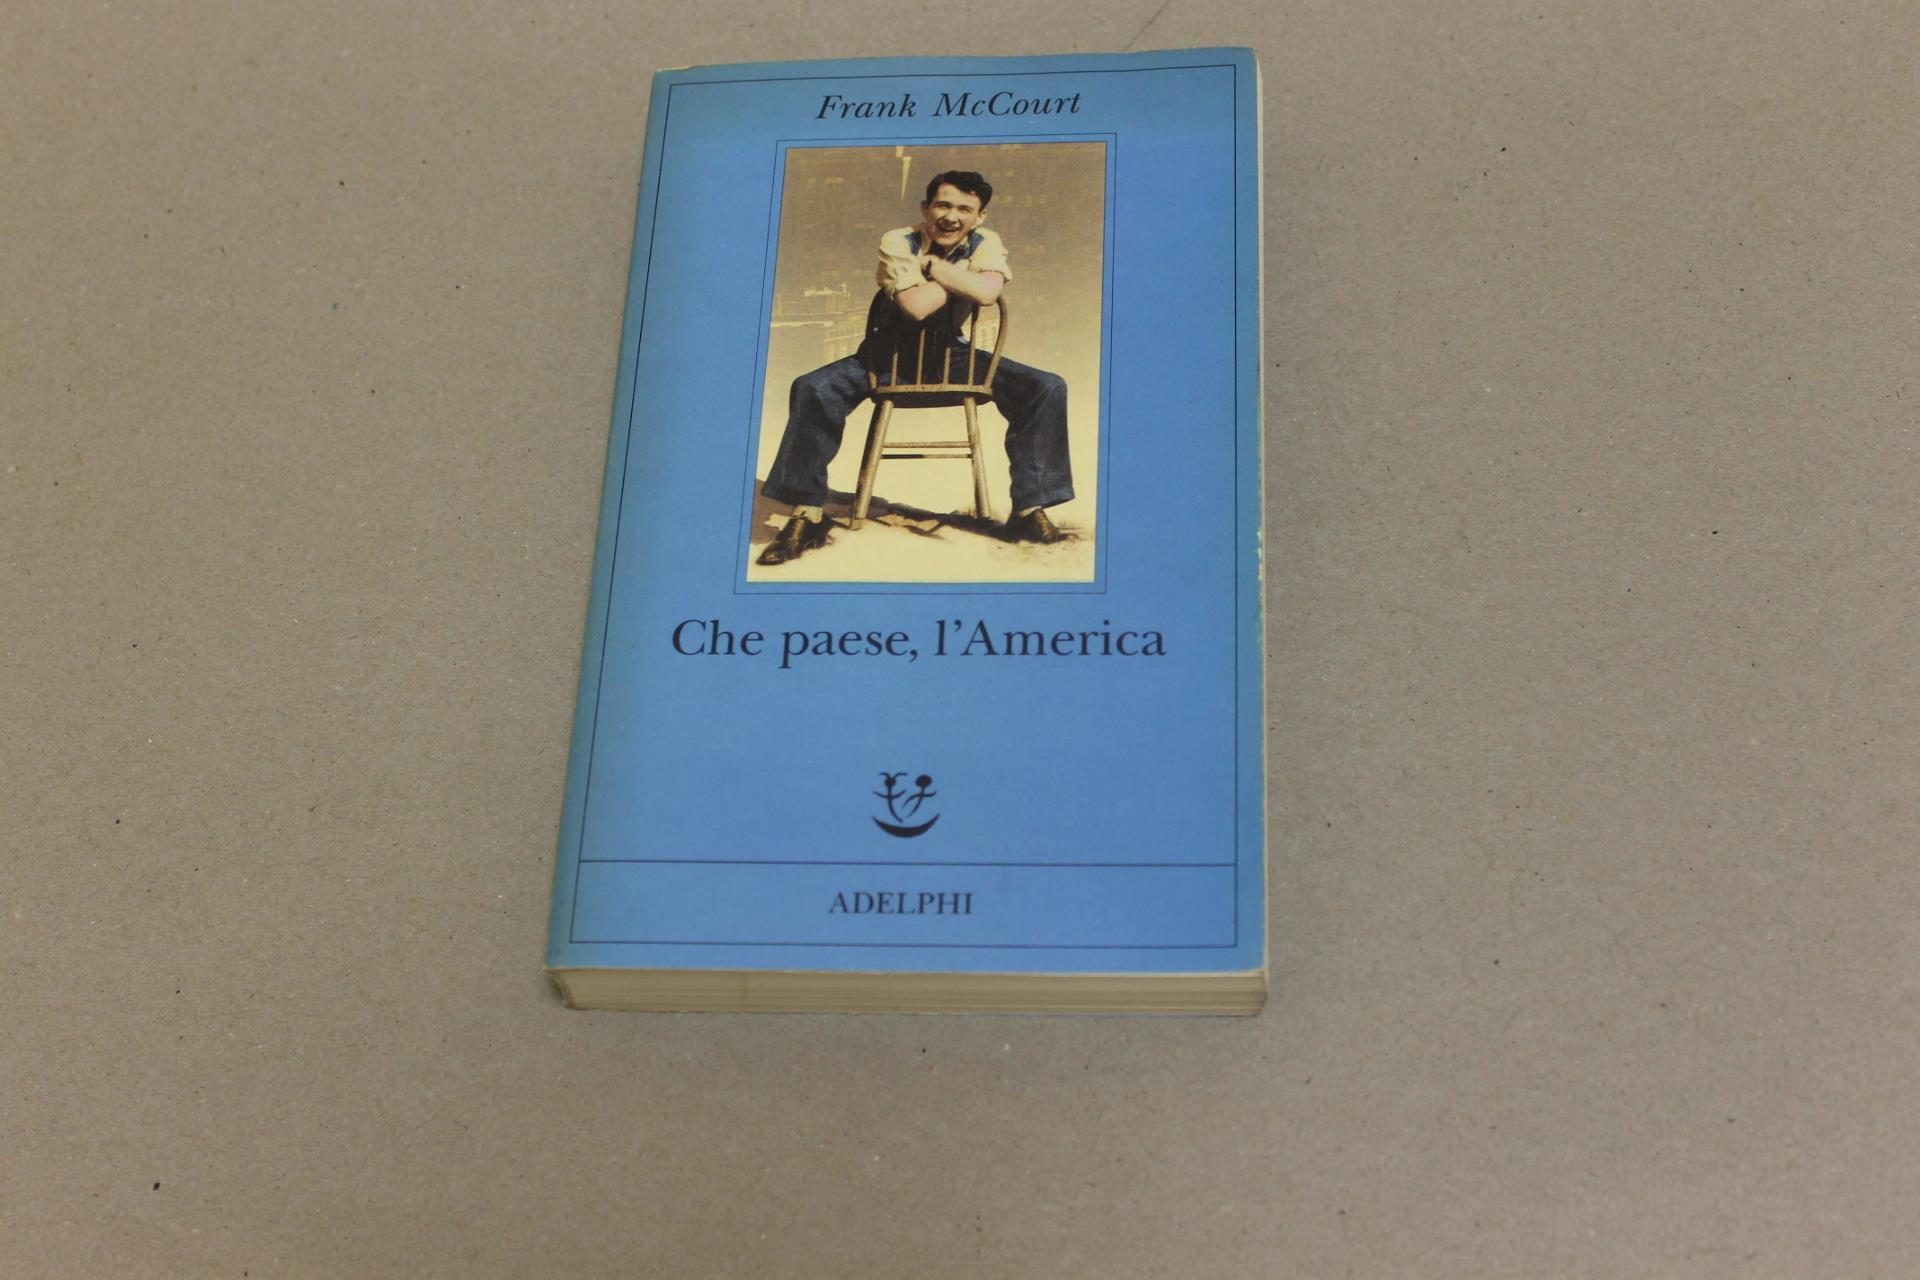 Frank McCourt
Che paese, l’America
ADELPHI